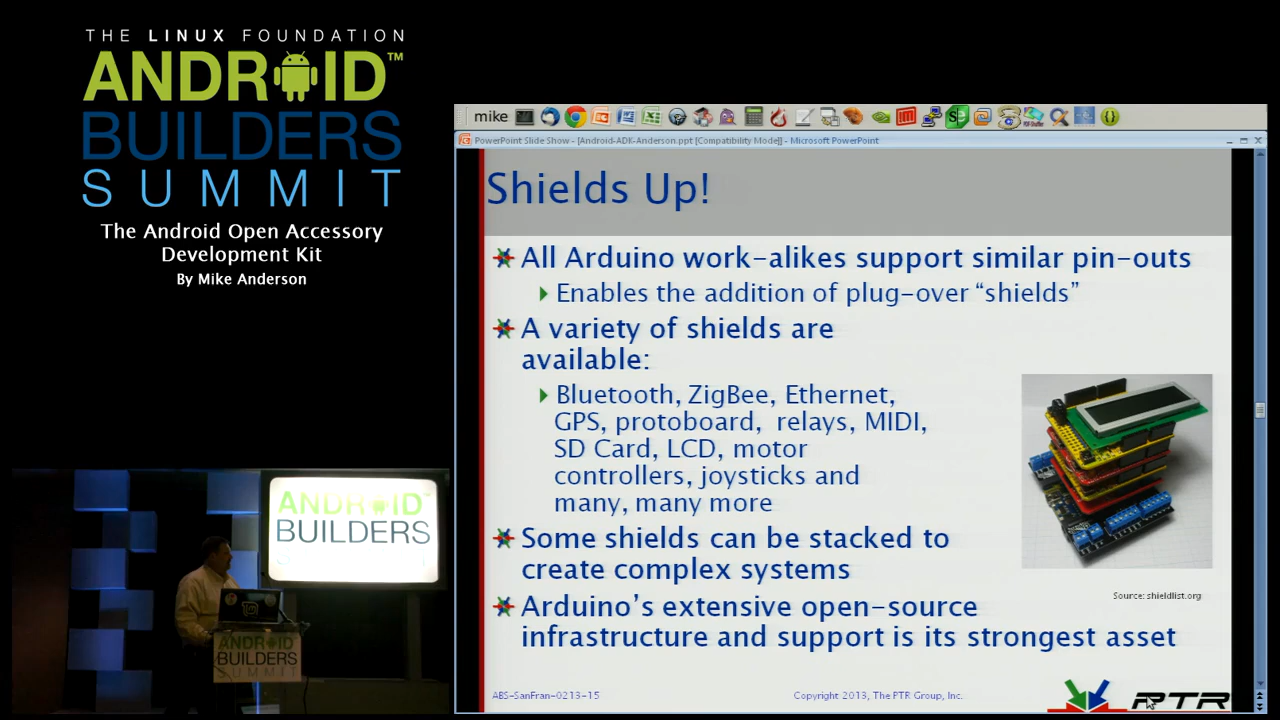 THE LINUX FOUNDATION
ANDROID™
BUILDERS
SUMMIT
The Android Open Accessory
Development Kit
By Mike Anderson
mike
PowerPoint Slide Show - [Android-ADK-Anderson.ppt [Compatibility Mode]] - Microsoft PowerPoint
Shields Up!
All Arduino work-alikes support similar pin-outs
Enables the addition of plug-over “shields”
A variety of shields are
available:
Bluetooth, ZigBee, Ethernet,
GPS, protoboard, relays, MIDI,
SD Card, LCD, motor
controllers, joysticks and
many, many more
Some shields can be stacked to
create complex systems
Source: shieldlist.org
Arduino’s extensive open-source
infrastructure and support is its strongest asset
ABS-SanFran-0213-15
Copyright 2013, The PTR Group, Inc.
PTR
ANDROID
BUILDERS
ANDROID
BUILDERS
SUMMIT